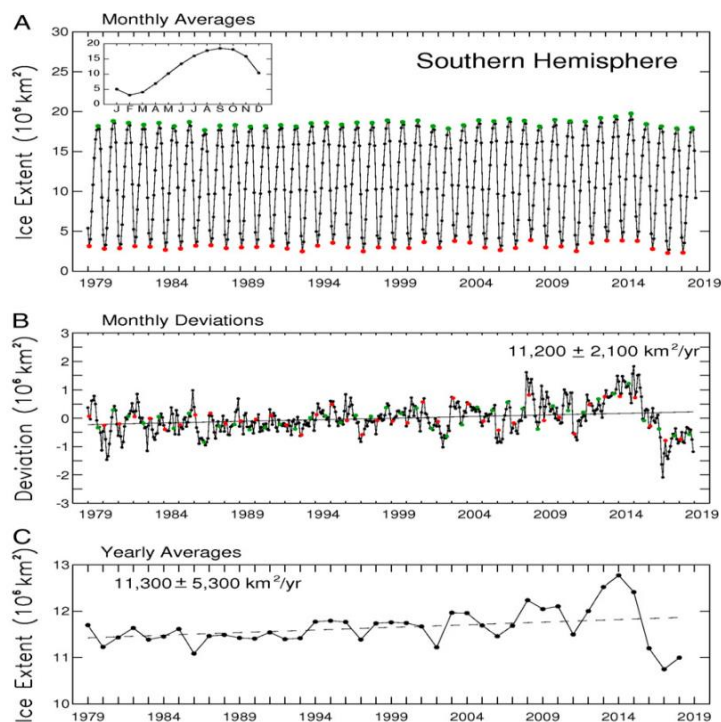 A
Monthly Averages
Southern Hemisphere
Ice Extent (10⁶ km²)
30
25
20
15
10
5
0
20
15
10
5
0
J F M A M J J A S O N D
1979 1984 1989 1994 1999 2004 2009 2014 2019
B
Monthly Deviations
11,200 ± 2,100 km²/yr
Deviation (10⁶ km²)
3
2
1
0
-1
-2
-3
1979 1984 1989 1994 1999 2004 2009 2014 2019
C
Yearly Averages
11,300 ± 5,300 km²/yr
Ice Extent (10⁶ km²)
13
12
11
10
1979 1984 1989 1994 1999 2004 2009 2014 2019